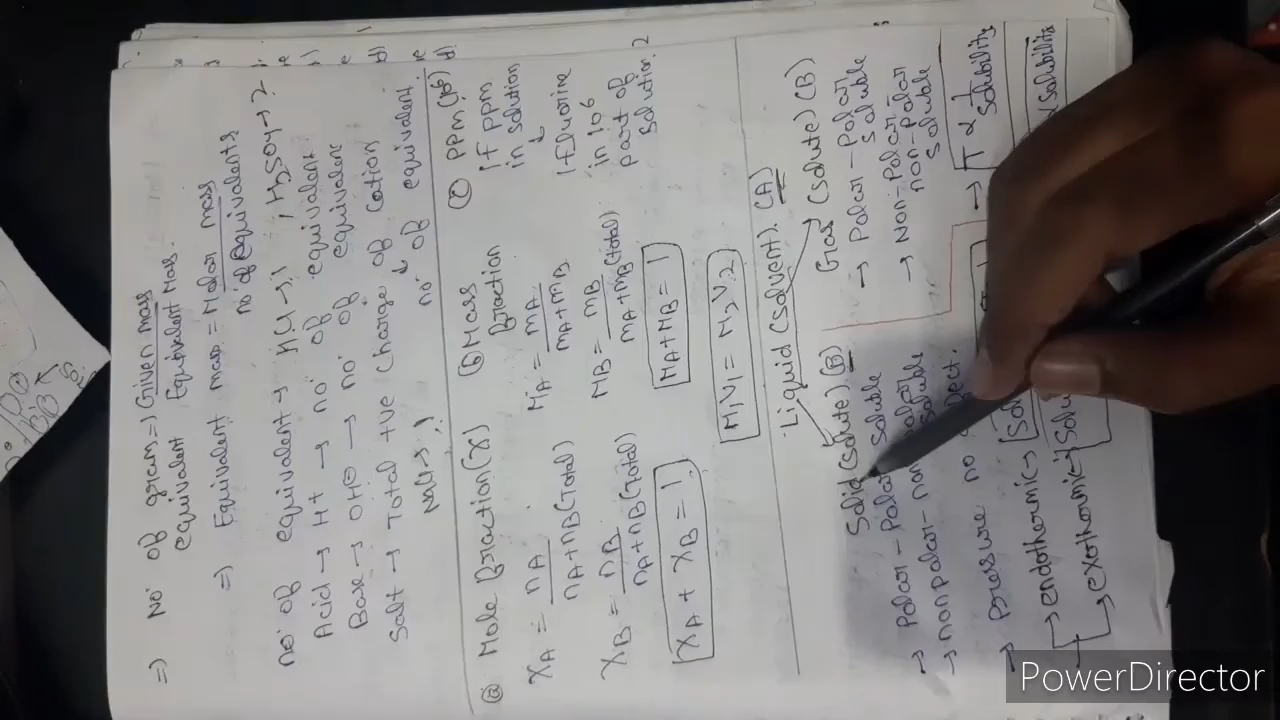 => No. of gram => Given mass
equivalent Equivalent Mass.
=> Equivalent mass = Molar mass
no of equivalents
no. of equivalent → HCl → 1 , H2SO4 → 2
Acid → H+ → no. of equivalent
Base → OH⊖ → no. of equivalent
Salt → Total +ve charge of cation
NaCl → 1 no. of equivalent
ⓐ Mole fraction (x)
xA = nA
nA + nB (Total)
xB = nB
nA + nB (Total)
xA + xB = 1
ⓑ Mass fraction
MA = mA
mA + mB
MB = mB
mA + mB (total)
MA + MB = 1
ⓒ PPm (10⁶)
If PPm
in solution
↓
1 fluorine
in 10⁶
part of
solution
M1V1 = M2V2
Liquid (Solvent). (A)
Solid (Solute) (B)
→ Polar - Polar soluble
→ nonpolar - non soluble
→ Pressure no
→ endothermic →
→ exothermic →
Gas (Solute) (B)
→ Polar - Polar
soluble
→ Non-Polar -
non-Polar
soluble
→ T α 1
Solubility
Solubility
PowerDirector